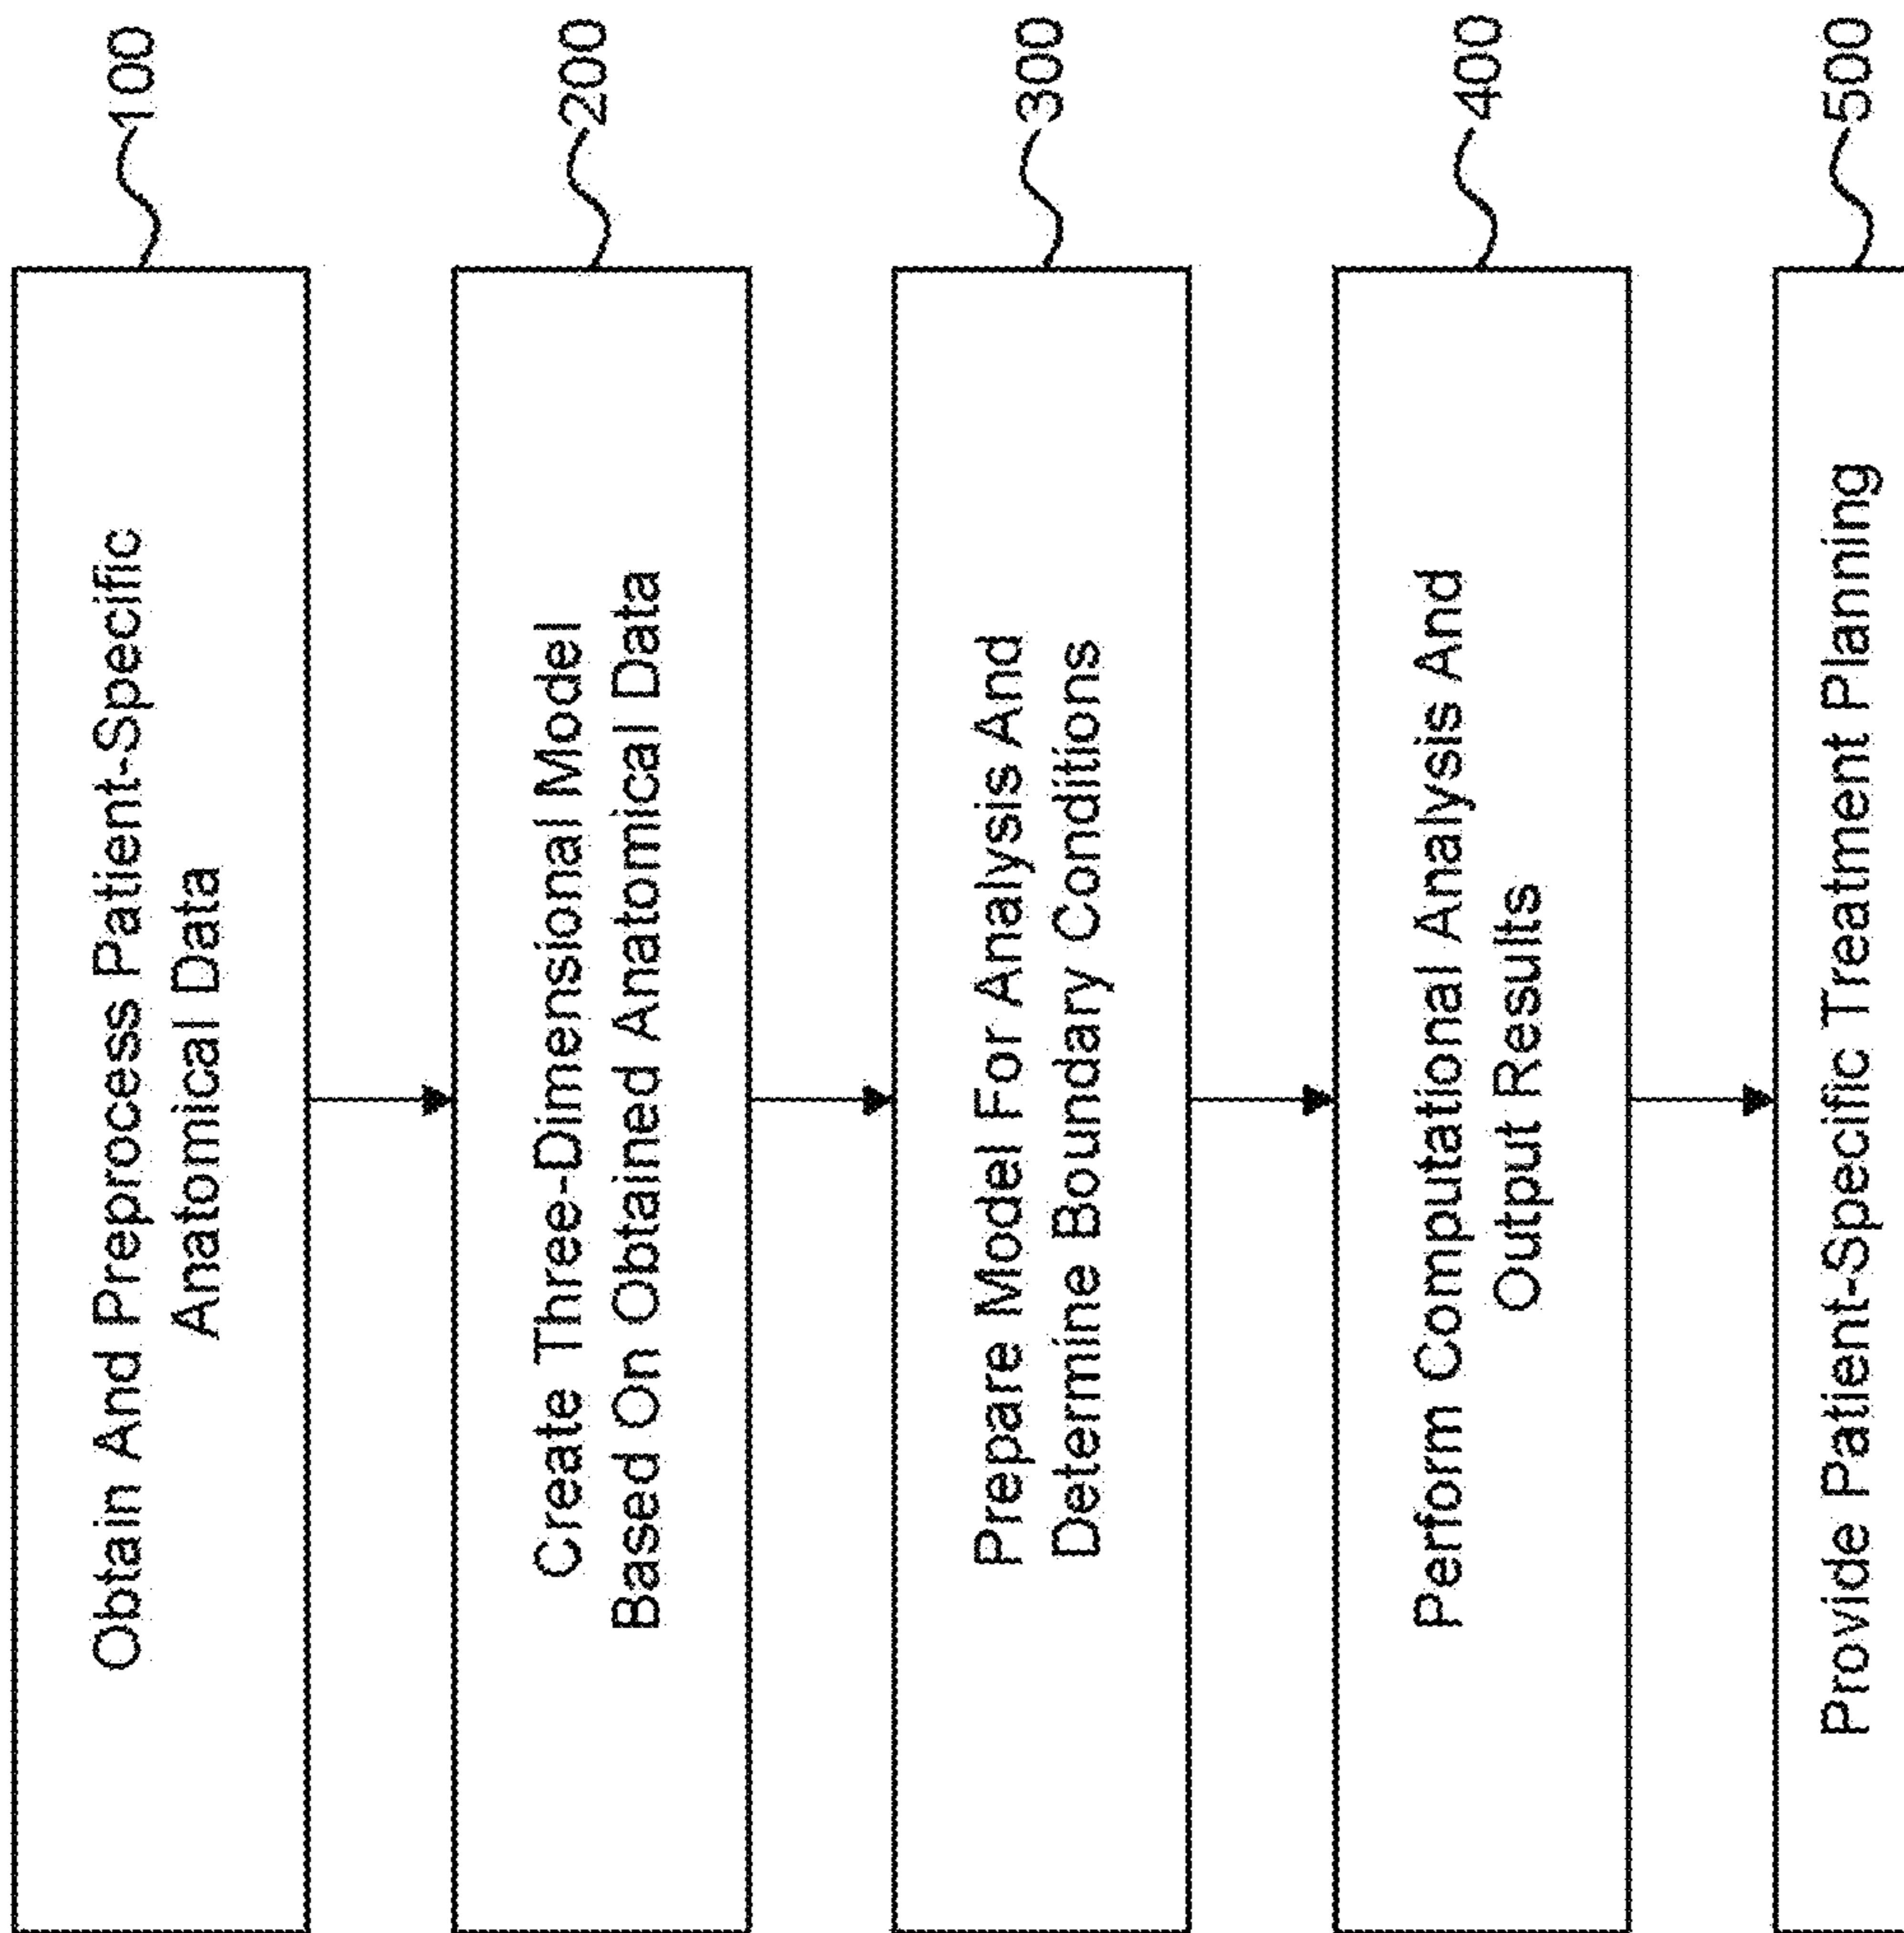 Obtain And Preprocess Patient-Specific
Anatomical Data
100
Create Three-Dimensional Model
Based On Obtained Anatomical Data
200
Prepare Model For Analysis And
Determine Boundary Conditions
300
Perform Computational Analysis And
Output Results
400
Provide Patient-Specific Treatment Planning
500